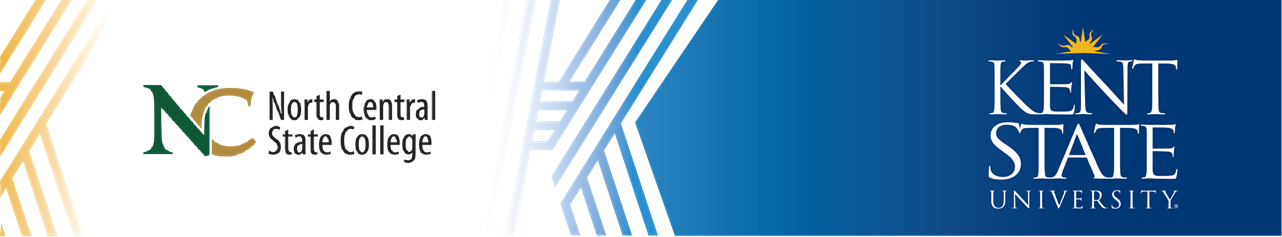 NC
North Central
State College
KENT
STATE
UNIVERSITY®